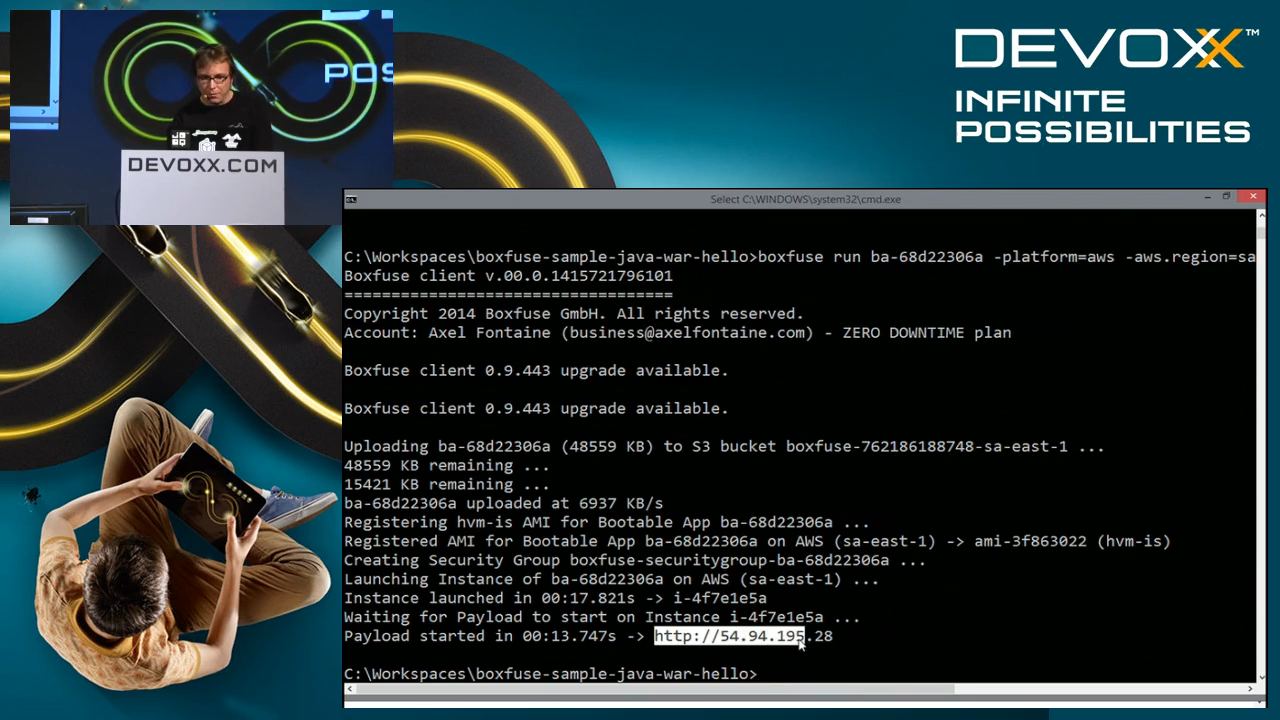 DEVOXX™
INFINITE
POSSIBILITIES
POS
DEVOXX.COM
Select C:\WINDOWS\system32\cmd.exe
C:\Workspaces\boxfuse-sample-java-war-hello>boxfuse run ba-68d22306a -platform=aws -aws.region=sa
Boxfuse client v.00.0.1415721796101
===================================
Copyright 2014 Boxfuse GmbH. All rights reserved.
Account: Axel Fontaine (business@axelfontaine.com) - ZERO DOWNTIME plan
Boxfuse client 0.9.443 upgrade available.
Boxfuse client 0.9.443 upgrade available.
Uploading ba-68d22306a (48559 KB) to S3 bucket boxfuse-762186188748-sa-east-1 ...
48559 KB remaining ...
15421 KB remaining ...
ba-68d22306a uploaded at 6937 KB/s
Registering hvm-is AMI for Bootable App ba-68d22306a ...
Registered AMI for Bootable App ba-68d22306a on AWS (sa-east-1) -> ami-3f863022 (hvm-is)
Creating Security Group boxfuse-securitygroup-ba-68d22306a ...
Launching Instance of ba-68d22306a on AWS (sa-east-1) ...
Instance launched in 00:17.821s -> i-4f7e1e5a
Waiting for Payload to start on Instance i-4f7e1e5a ...
Payload started in 00:13.747s -> http://54.94.195.28
C:\Workspaces\boxfuse-sample-java-war-hello>